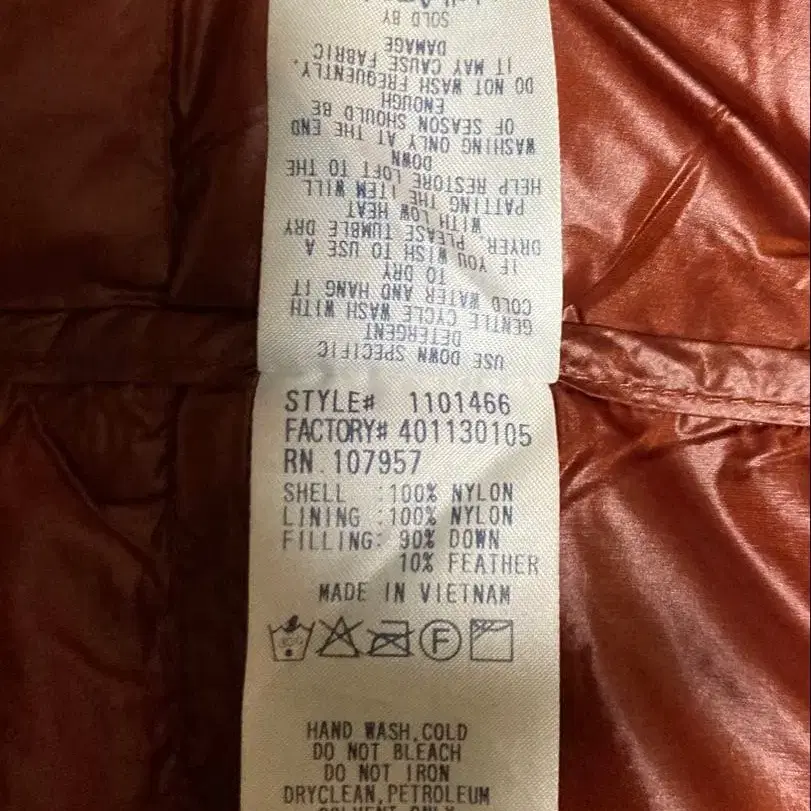 STYLE# 1101466
FACTORY# 401130105
RN.107957
SHELL :100% NYLON
LINING :100% NYLON
FILLING: 90% DOWN
10% FEATHER
MADE IN VIETNAM
F
HAND WASH,COLD
DO NOT BLEACH
DO NOT IRON
DRYCLEAN,PETROLEUM
SOLVENT ONLY
USE DOWN SPECIFIC
DETERGENT
GENTLE CYCLE WASH WITH
COLD WATER AND HANG IT
TO DRY
IF YOU WISH TO USE A
DRYER, PLEASE TUMBLE DRY
WITH LOW HEAT
PATTING THE ITEM WILL
HELP RESTORE LOFT TO THE
DOWN
WASHING ONLY AT THE END
OF SEASON SHOULD BE
ENOUGH
DO NOT WASH FREQUENTLY.
IT MAY CAUSE FABRIC
DAMAGE
SOLD BY